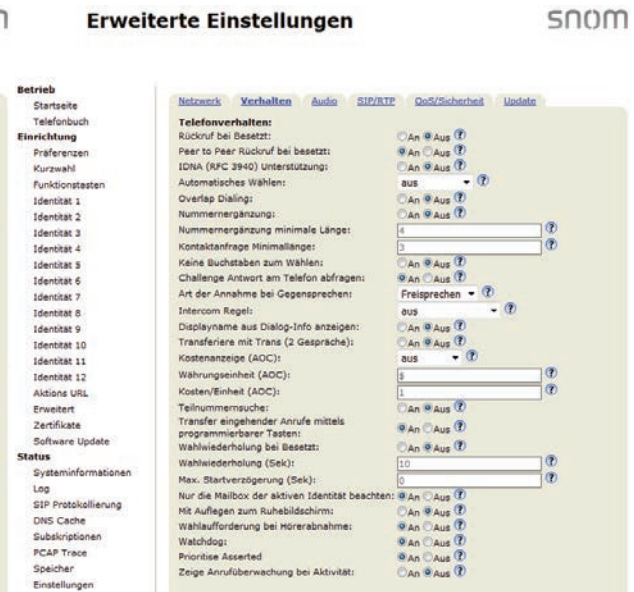 Erweiterte Einstellungen
snom
Betrieb
Startseite
Telefonbuch
Einrichtung
Präferenzen
Kurzwahl
Funktionstasten
Identität 1
Identität 2
Identität 3
Identität 4
Identität 5
Identität 6
Identität 7
Identität 8
Identität 9
Identität 10
Identität 11
Identität 12
Aktions URL
Erweitert
Zertifikate
Software Update
Status
Systeminformationen
Log
SIP Protokollierung
DNS Cache
Subskriptionen
PCAP Trace
Speicher
Einstellungen
Netzwerk Verhalten Audio SIP/RTP QoS/Sicherheit Update
Telefonverhalten:
Rückruf bei Besetzt: An Aus ?
Peer to Peer Rückruf bei besetzt: An Aus ?
IDNA (RFC 3940) Unterstützung: An Aus ?
Automatisches Wählen: aus ?
Overlap Dialing: An Aus ?
Nummernergänzung: An Aus ?
Nummernergänzung minimale Länge: 4 ?
Kontaktanfrage Minimallänge: 3 ?
Keine Buchstaben zum Wählen: An Aus ?
Challenge Antwort am Telefon abfragen: An Aus ?
Art der Annahme bei Gegensprechen: Freisprechen ?
Intercom Regel: aus ?
Displayname aus Dialog-Info anzeigen: An Aus ?
Transferiere mit Trans (2 Gespräche): An Aus ?
Kostenanzeige (AOC): aus ?
Währungseinheit (AOC): $ ?
Kosten/Einheit (AOC): 1 ?
Teilnummernsuche: An Aus ?
Transfer eingehender Anrufe mittels
programmierbarer Tasten: An Aus ?
Wahlwiederholung bei Besetzt: An Aus ?
Wahlwiederholung (Sek): 10 ?
Max. Startverzögerung (Sek): 0 ?
Nur die Mailbox der aktiven Identität beachten: An Aus ?
Mit Auflegen zum Ruhebildschirm: An Aus ?
Wahlaufforderung bei Hörerabnahme: An Aus ?
Watchdog: An Aus ?
Prioritise Asserted An Aus ?
Zeige Anrufüberwachung bei Aktivität: An Aus ?